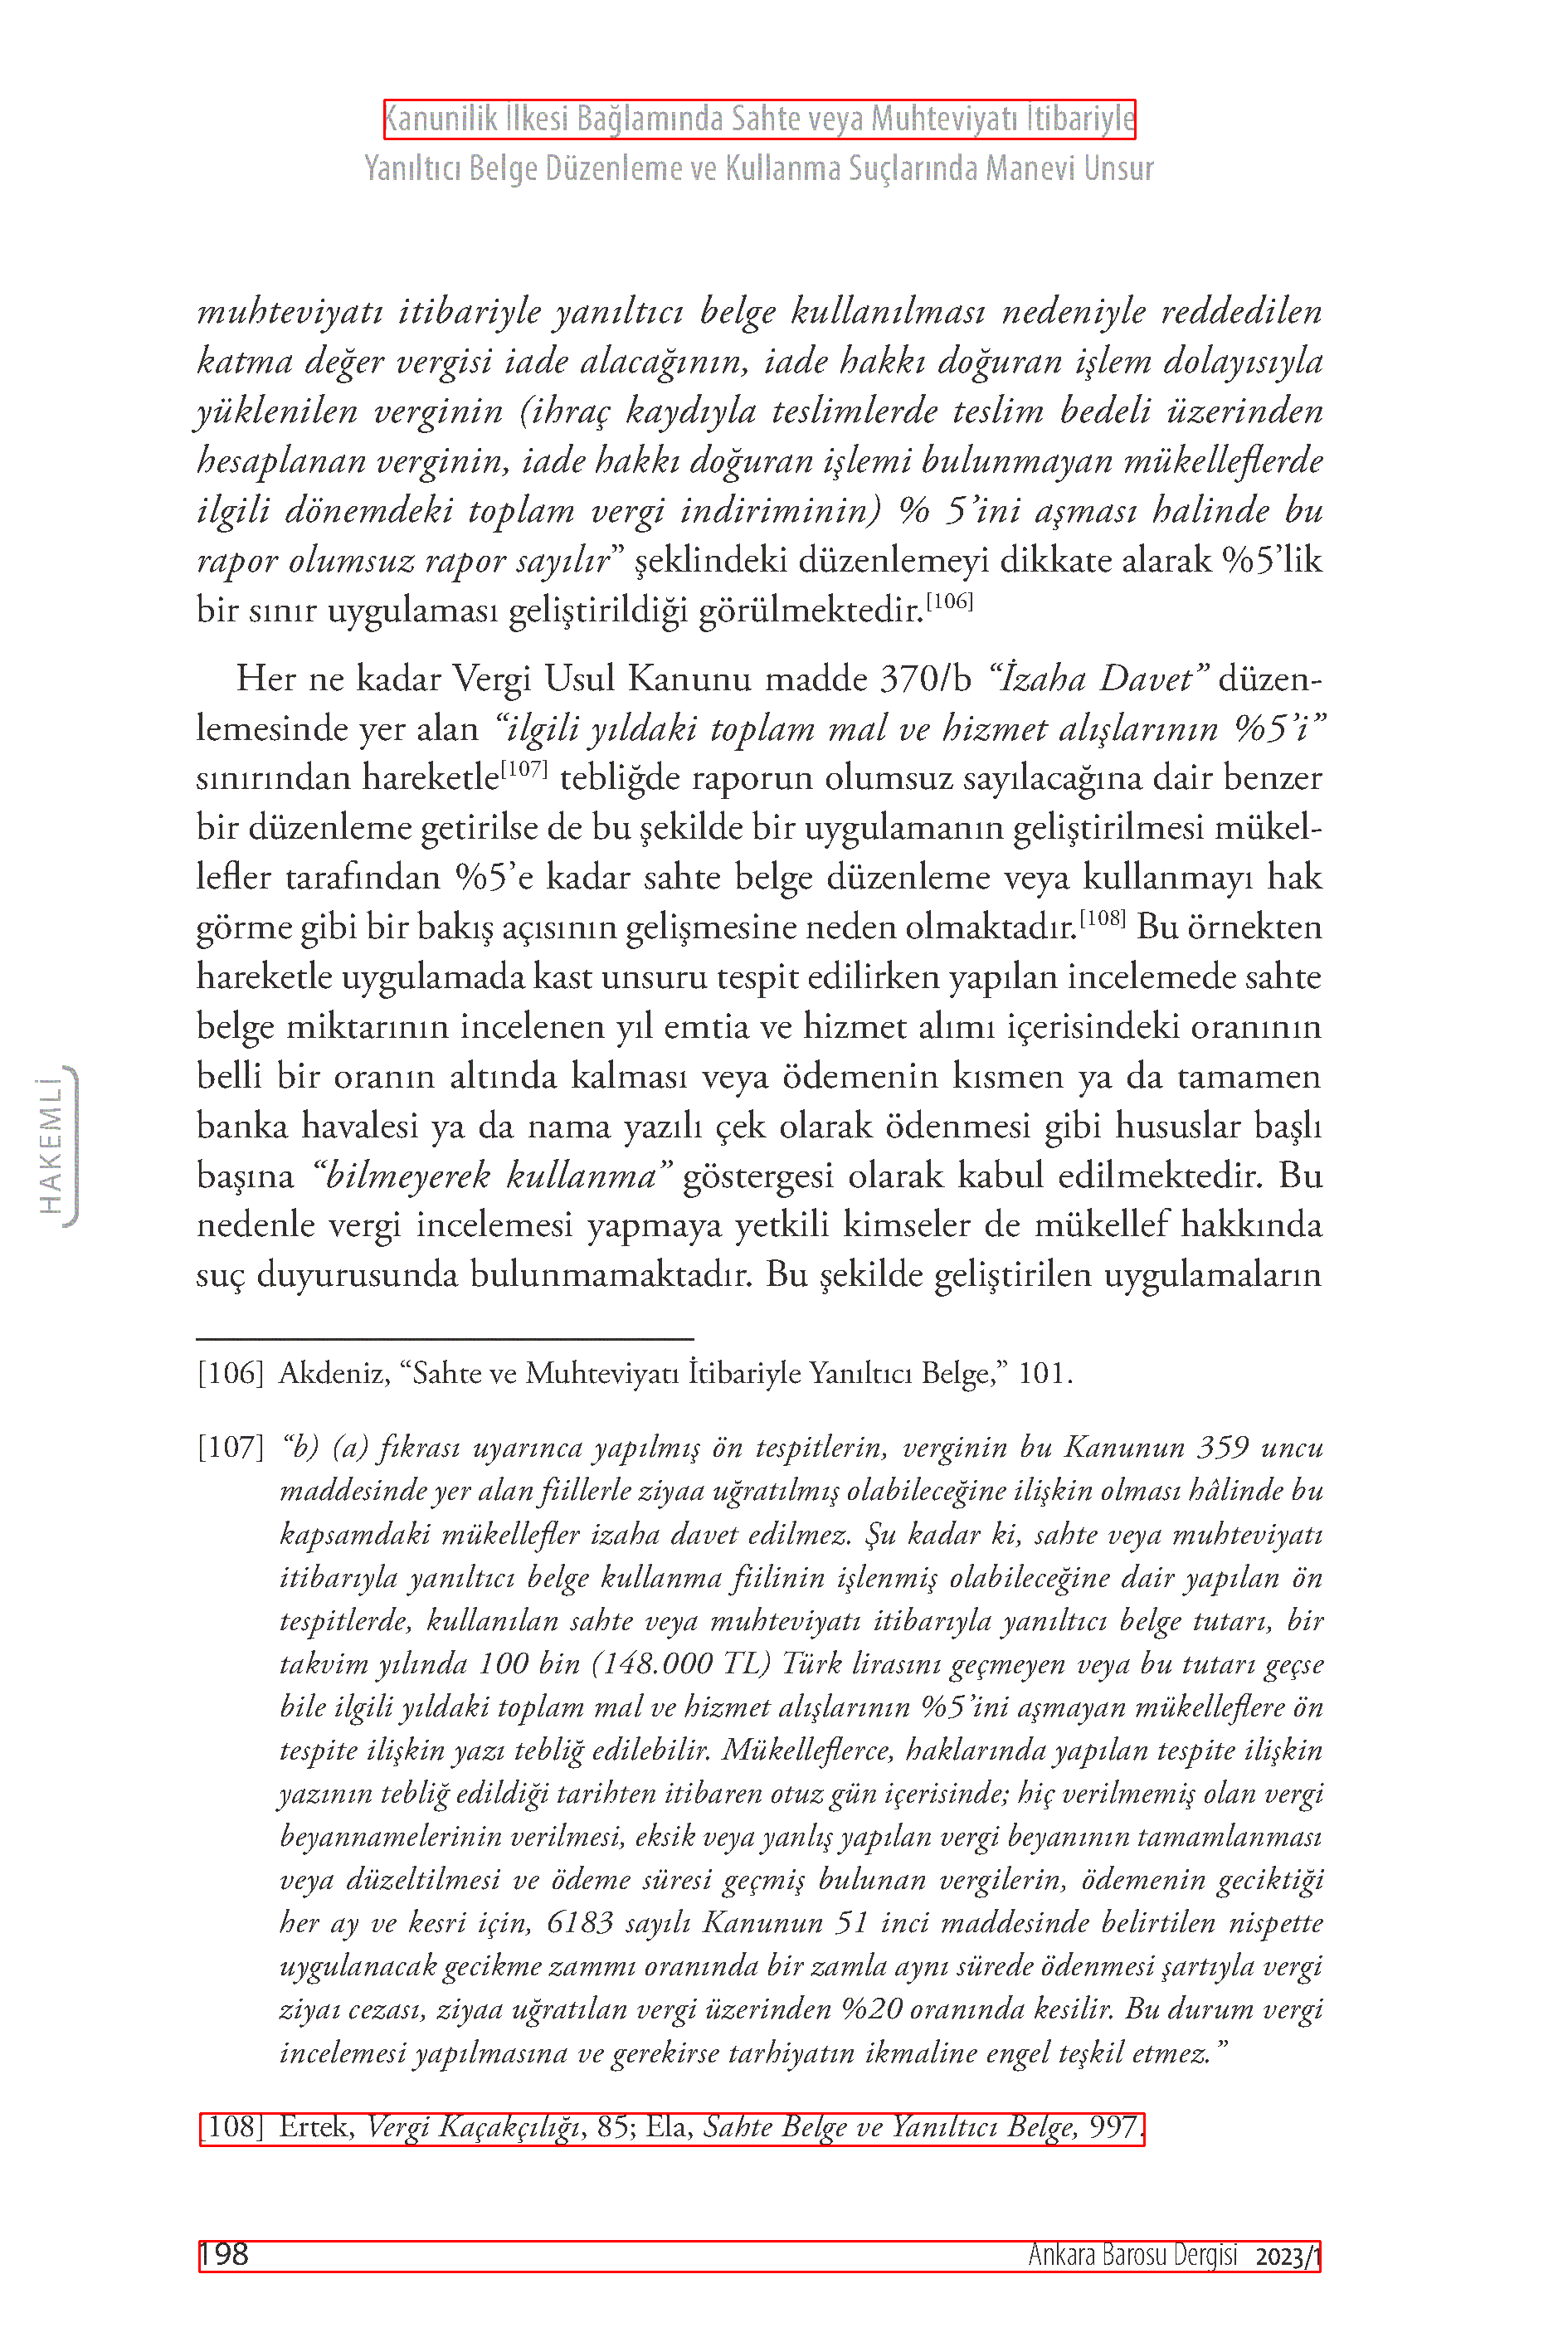 Kanunilik İlkesi Bağlamında Sahte veya Muhteviyatı İtibariyle
Yanıltıcı Belge Düzenleme ve Kullanma Suçlarında Manevi Unsur
muhteviyatı itibariyle yanıltıcı belge kullanılması nedeniyle reddedilen
katma değer vergisi iade alacağının, iade hakkı doğuran işlem dolayısıyla
yüklenilen verginin (ihraç kaydıyla teslimlerde teslim bedeli üzerinden
hesaplanan verginin, iade hakkı doğuran işlemi bulunmayan mükelleflerde
ilgili dönemdeki toplam vergi indiriminin) % 5’ini aşması halinde bu
rapor olumsuz rapor sayılır” şeklindeki düzenlemeyi dikkate alarak %5’lik
bir sınır uygulaması geliştirildiği görülmektedir.[106]
Her ne kadar Vergi Usul Kanunu madde 370/b “İzaha Davet” düzen-
lemesinde yer alan “ilgili yıldaki toplam mal ve hizmet alışlarının %5’i”
sınırından hareketle[107] tebliğde raporun olumsuz sayılacağına dair benzer
bir düzenleme getirilse de bu şekilde bir uygulamanın geliştirilmesi mükel-
lefler tarafından %5’e kadar sahte belge düzenleme veya kullanmayı hak
görme gibi bir bakış açısının gelişmesine neden olmaktadır.[108] Bu örnekten
hareketle uygulamada kast unsuru tespit edilirken yapılan incelemede sahte
belge miktarının incelenen yıl emtia ve hizmet alımı içerisindeki oranının
belli bir oranın altında kalması veya ödemenin kısmen ya da tamamen
banka havalesi ya da nama yazılı çek olarak ödenmesi gibi hususlar başlı
başına “bilmeyerek kullanma” göstergesi olarak kabul edilmektedir. Bu
nedenle vergi incelemesi yapmaya yetkili kimseler de mükellef hakkında
suç duyurusunda bulunmamaktadır. Bu şekilde geliştirilen uygulamaların
HAKEMLİ
[106] Akdeniz, “Sahte ve Muhteviyatı İtibariyle Yanıltıcı Belge,” 101.
[107] “b) (a) fıkrası uyarınca yapılmış ön tespitlerin, verginin bu Kanunun 359 uncu
maddesinde yer alan fiillerle ziyaa uğratılmış olabileceğine ilişkin olması hâlinde bu
kapsamdaki mükellefler izaha davet edilmez. Şu kadar ki, sahte veya muhteviyatı
itibarıyla yanıltıcı belge kullanma fiilinin işlenmiş olabileceğine dair yapılan ön
tespitlerde, kullanılan sahte veya muhteviyatı itibarıyla yanıltıcı belge tutarı, bir
takvim yılında 100 bin (148.000 TL) Türk lirasını geçmeyen veya bu tutarı geçse
bile ilgili yıldaki toplam mal ve hizmet alışlarının %5’ini aşmayan mükelleflere ön
tespite ilişkin yazı tebliğ edilebilir. Mükelleflerce, haklarında yapılan tespite ilişkin
yazının tebliğ edildiği tarihten itibaren otuz gün içerisinde; hiç verilmemiş olan vergi
beyannamelerinin verilmesi, eksik veya yanlış yapılan vergi beyanının tamamlanması
veya düzeltilmesi ve ödeme süresi geçmiş bulunan vergilerin, ödemenin geciktiği
her ay ve kesri için, 6183 sayılı Kanunun 51 inci maddesinde belirtilen nispette
uygulanacak gecikme zammı oranında bir zamla aynı sürede ödenmesi şartıyla vergi
ziyaı cezası, ziyaa uğratılan vergi üzerinden %20 oranında kesilir. Bu durum vergi
incelemesi yapılmasına ve gerekirse tarhiyatın ikmaline engel teşkil etmez.”
[108] Ertek, Vergi Kaçakçılığı, 85; Ela, Sahte Belge ve Yanıltıcı Belge, 997.
198 Ankara Barosu Dergisi 2023/1